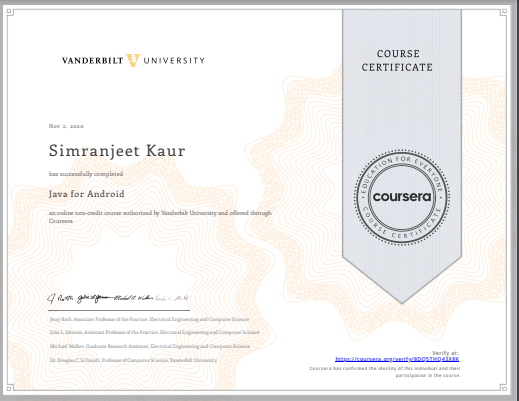 VANDERBILT V UNIVERSITY
COURSE
CERTIFICATE
Nov 2, 2020
Simranjeet Kaur
has successfully completed
Java for Android
an online non-credit course authorized by Vanderbilt University and offered through
Coursera
EDUCATION FOR EVERYONE
coursera
COURSE CERTIFICATE
Jerry Roth, Associate Professor of the Practice, Electrical Engineering and Computer Science
Julie L. Johnson, Assistant Professor of the Practice, Electrical Engineering and Computer Science
Michael Walker, Graduate Research Assistant, Electrical Engineering and Computer Science
Dr. Douglas C. Schmidt, Professor of Computer Science, Vanderbilt University
Verify at:
https://coursera.org/verify/
Coursera has confirmed the identity of this individual and their
participation in the course.